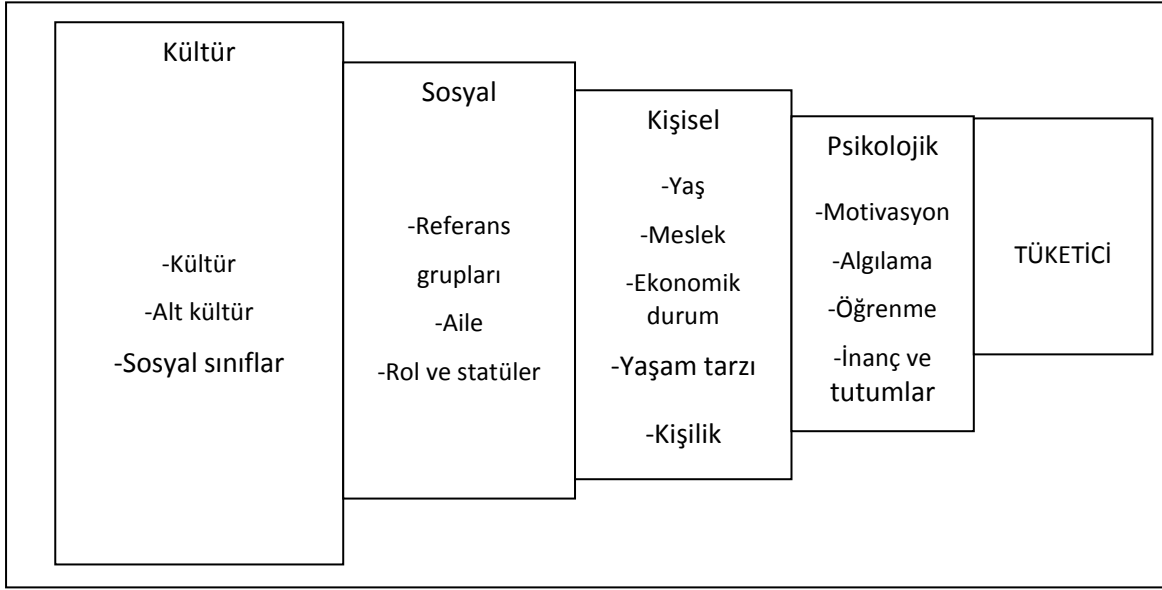 Kültür
-Kültür
-Alt kültür
-Sosyal sınıflar
Sosyal
-Referans
grupları
-Aile
-Rol ve statüler
Kişisel
-Yaş
-Meslek
-Ekonomik
durum
-Yaşam tarzı
-Kişilik
Psikolojik
-Motivasyon
-Algılama
-Öğrenme
-İnanç ve
tutumlar
TÜKETİCİ